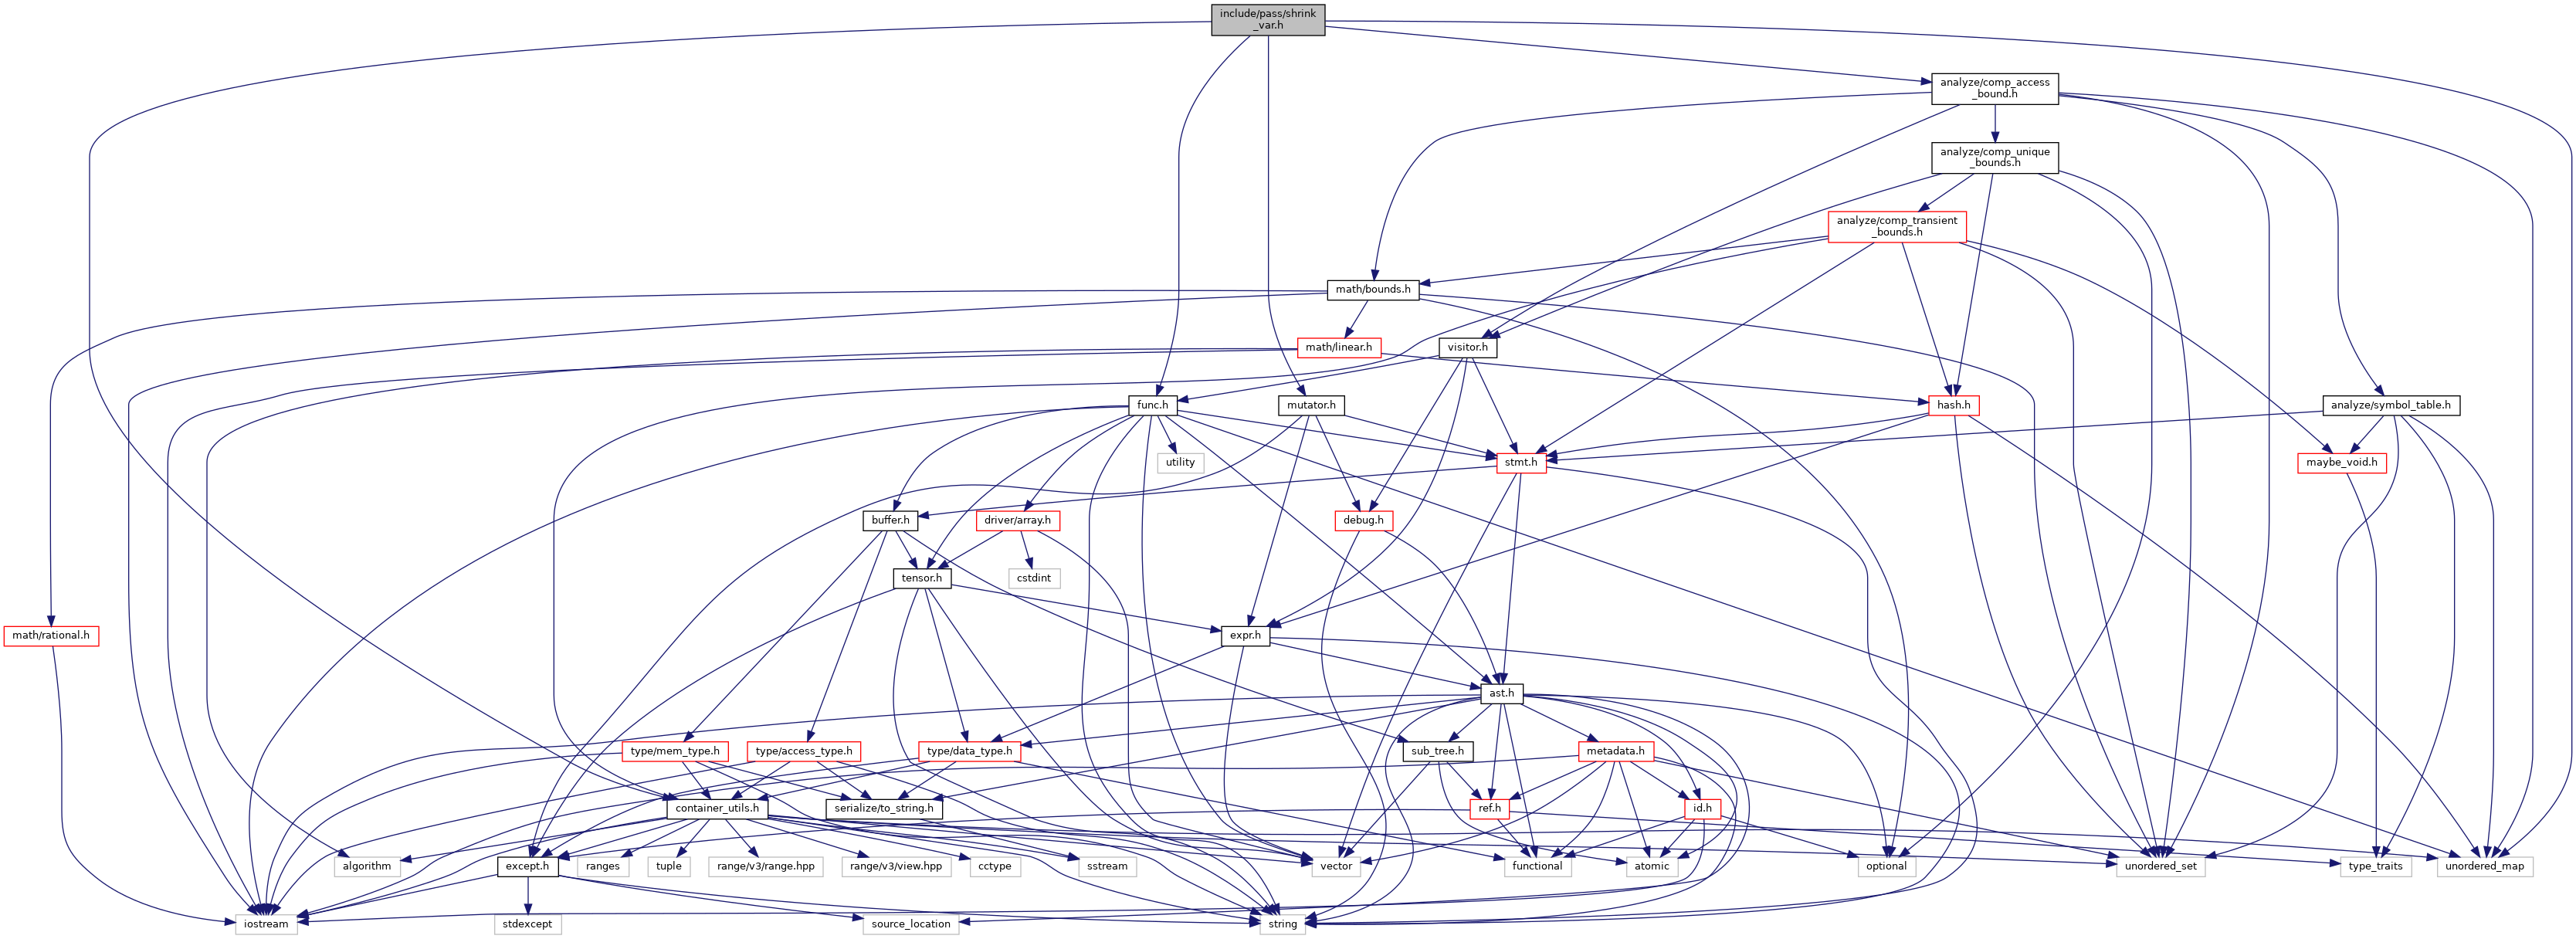 include/pass/shrink
_var.h
analyze/comp_access
_bound.h
analyze/comp_unique
_bounds.h
analyze/comp_transient
_bounds.h
math/bounds.h
math/linear.h
visitor.h
func.h
mutator.h
hash.h
analyze/symbol_table.h
utility
stmt.h
maybe_void.h
buffer.h
driver/array.h
debug.h
tensor.h
cstdint
math/rational.h
expr.h
ast.h
type/mem_type.h
type/access_type.h
type/data_type.h
sub_tree.h
metadata.h
container_utils.h
serialize/to_string.h
ref.h
id.h
algorithm
except.h
ranges
tuple
range/v3/range.hpp
range/v3/view.hpp
cctype
sstream
vector
functional
atomic
optional
unordered_set
type_traits
unordered_map
iostream
stdexcept
source_location
string